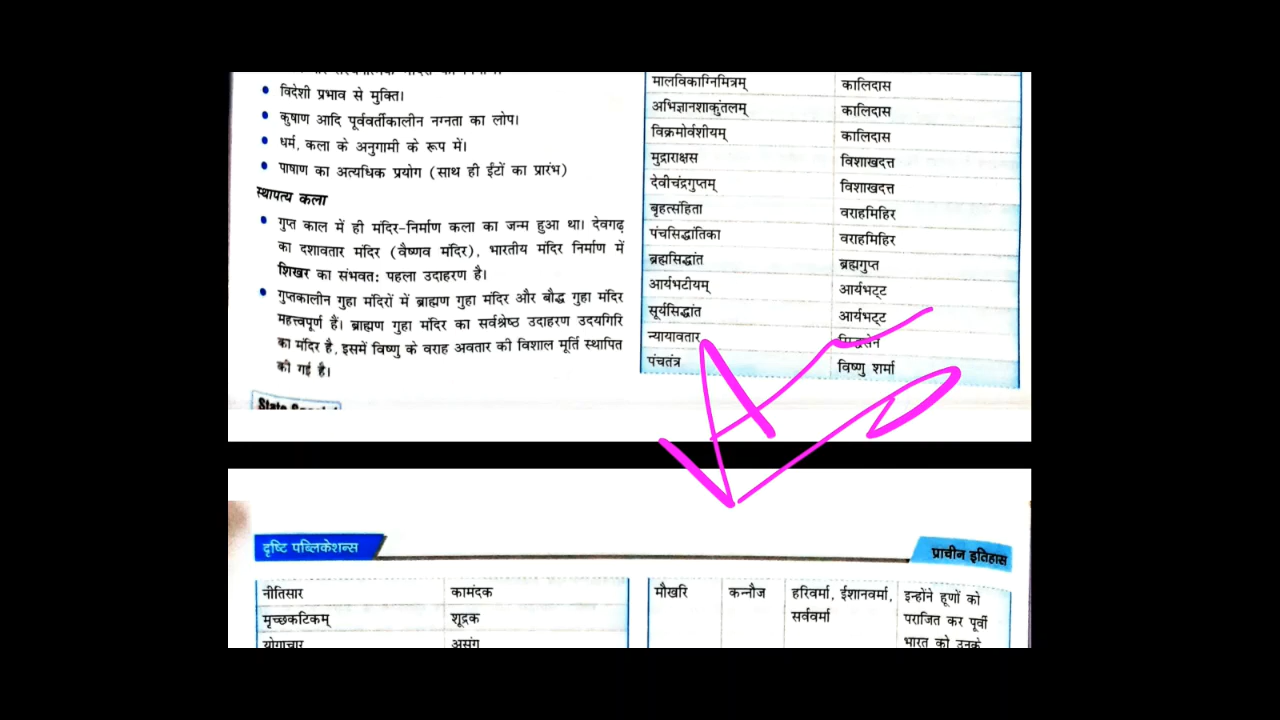 विदेशी प्रभाव से मुक्ति।
कुषाण आदि पूर्ववर्तीकालीन नग्नता का लोप।
धर्म, कला के अनुगामी के रूप में।
पाषाण का अत्यधिक प्रयोग (साथ ही ईंटों का प्रारंभ)
स्थापत्य कला
गुप्त काल में ही मंदिर-निर्माण कला का जन्म हुआ था। देवगढ़
का दशावतार मंदिर (वैष्णव मंदिर), भारतीय मंदिर निर्माण में
शिखर का संभवत: पहला उदाहरण है।
गुप्तकालीन गुहा मंदिरों में ब्राह्मण गुहा मंदिर और बौद्ध गुहा मंदिर
महत्त्वपूर्ण हैं। ब्राह्मण गुहा मंदिर का सर्वश्रेष्ठ उदाहरण उदयगिरि
का मंदिर है, इसमें विष्णु के वराह अवतार की विशाल मूर्ति स्थापित
की गई है।
मालविकाग्निमित्रम् कालिदास
अभिज्ञानशाकुंतलम् कालिदास
विक्रमोर्वशीयम् कालिदास
मुद्राराक्षस विशाखदत्त
देवीचंद्रगुप्तम् विशाखदत्त
बृहत्संहिता वराहमिहिर
पंचसिद्धांतिका वराहमिहिर
ब्रह्मसिद्धांत ब्रह्मगुप्त
आर्यभटीयम् आर्यभट्ट
सूर्यसिद्धांत आर्यभट्ट
न्यायावतार सिद्धसेन
पंचतंत्र विष्णु शर्मा
दृष्टि पब्लिकेशन्स
प्राचीन इतिहास
नीतिसार कामंदक
मृच्छकटिकम् शूद्रक
योगाचार असंग
मौखरि कन्नौज हरिवर्मा, ईशानवर्मा, इन्होंने हूणों को
सर्ववर्मा पराजित कर पूर्वी
भारत को उनके